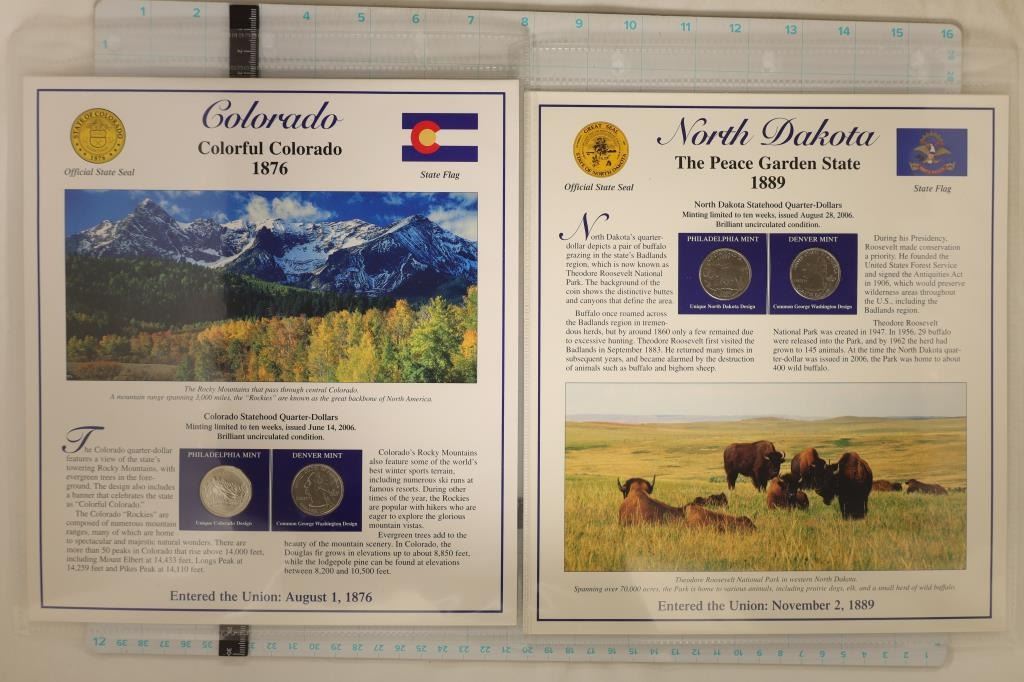 Colorado
Colorful Colorado
1876
Official State Seal
State Flag
The Rocky Mountains that pass through central Colorado.
A mountain range spanning 3,000 miles, the "Rockies" are known as the great backbone of North America.
Colorado Statehood Quarter-Dollars
Minting limited to ten weeks, issued June 14, 2006.
Brilliant uncirculated condition.
The Colorado quarter-dollar
features a view of the state's
towering Rocky Mountains, with
evergreen trees in the fore-
ground. The design also includes
a banner that celebrates the state
as "Colorful Colorado."
The Colorado "Rockies" are
composed of numerous mountain
ranges, many of which are home
to spectacular and majestic natural wonders. There are
more than 50 peaks in Colorado that rise above 14,000 feet,
including Mount Elbert at 14,433 feet, Longs Peak at
14,259 feet and Pikes Peak at 14,110 feet.
PHILADELPHIA MINT
Unique Colorado Design
DENVER MINT
Common George Washington Design
Colorado's Rocky Mountains
also feature some of the world's
best winter sports terrain,
including numerous ski runs at
famous resorts. During other
times of the year, the Rockies
are popular with hikers who are
eager to explore the glorious
mountain vistas.
Evergreen trees add to the
beauty of the mountain scenery. In Colorado, the
Douglas fir grows in elevations up to about 8,850 feet,
while the lodgepole pine can be found at elevations
between 8,200 and 10,500 feet.
Entered the Union: August 1, 1876
North Dakota
The Peace Garden State
1889
Official State Seal
State Flag
North Dakota Statehood Quarter-Dollars
Minting limited to ten weeks, issued August 28, 2006.
Brilliant uncirculated condition.
North Dakota's quarter-
dollar depicts a pair of buffalo
grazing in the state's Badlands
region, which is now known as
Theodore Roosevelt National
Park. The background of the
coin shows the distinctive buttes
and canyons that define the area.
Buffalo once roamed across
the Badlands region in tremen-
dous herds, but by around 1860 only a few remained due
to excessive hunting. Theodore Roosevelt first visited the
Badlands in September 1883. He returned many times in
subsequent years, and became alarmed by the destruction
of animals such as buffalo and bighorn sheep.
PHILADELPHIA MINT
Unique North Dakota Design
DENVER MINT
Common George Washington Design
During his Presidency,
Roosevelt made conservation
a priority. He founded the
United States Forest Service
and signed the Antiquities Act
in 1906, which would preserve
wilderness areas throughout
the U.S., including the
Badlands region.
Theodore Roosevelt
National Park was created in 1947. In 1956, 29 buffalo
were released into the Park, and by 1962 the herd had
grown to 145 animals. At the time the North Dakota quar-
ter-dollar was issued in 2006, the Park was home to about
400 wild buffalo.
Theodore Roosevelt National Park in western North Dakota.
Spanning over 70,000 acres, the Park is home to various animals, including prairie dogs, elk, and a small herd of wild buffalo.
Entered the Union: November 2, 1889